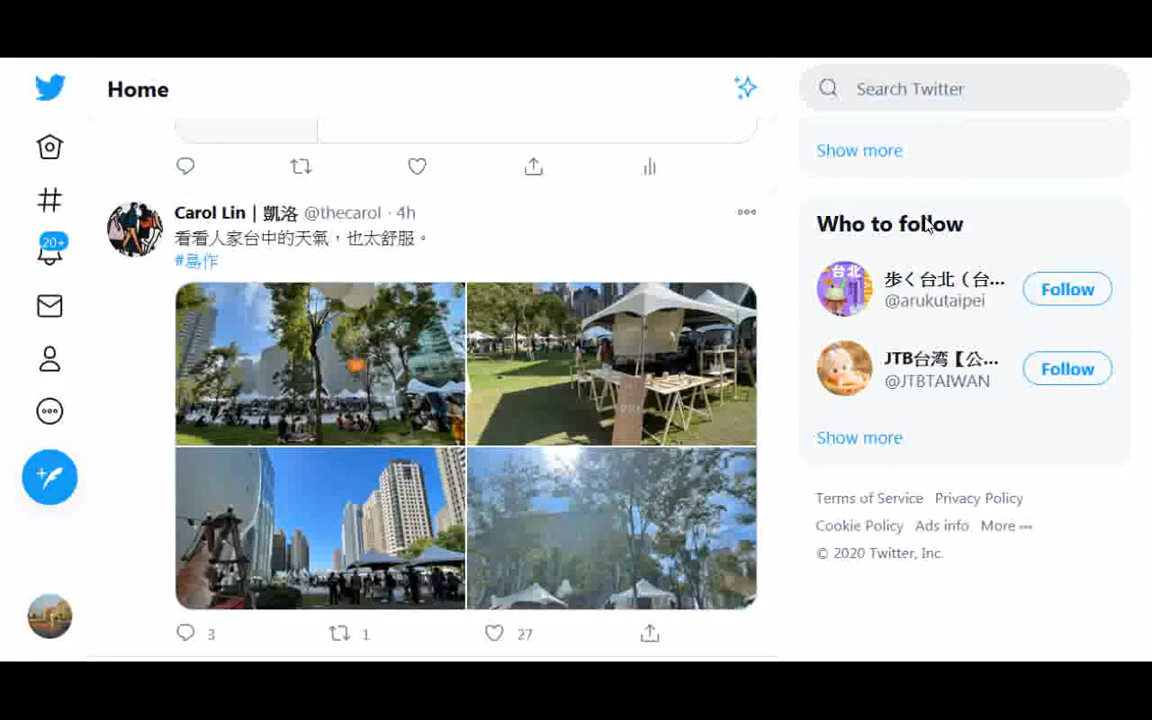 Home
Search Twitter
Show more
20+
Carol Lin｜凱洛 @thecarol · 4h
看看人家台中的天氣，也太舒服。
#島作
3
1
27
Who to follow
台北
歩く台北（台...
@arukutaipei
Follow
JTB台湾【公...
@JTBTAIWAN
Follow
Show more
Terms of Service Privacy Policy
Cookie Policy Ads info More
© 2020 Twitter, Inc.